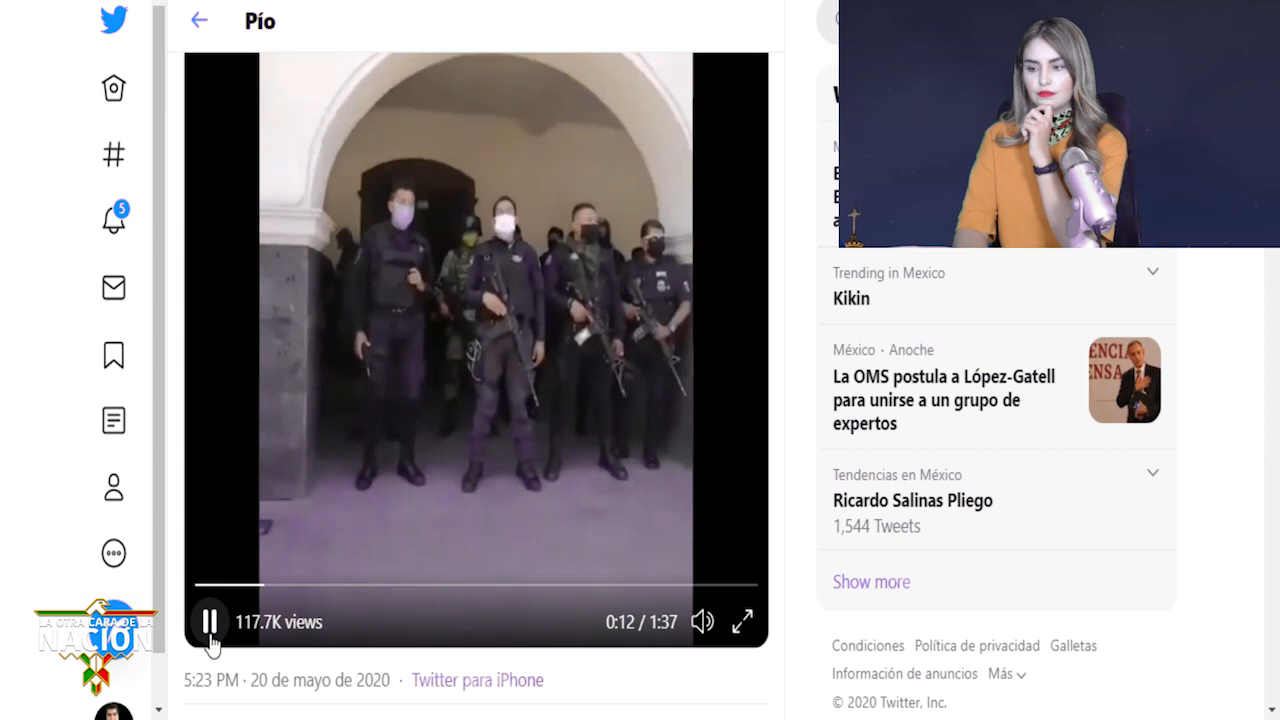 Pío
5
117.7K views
0:12 / 1:37
5:23 PM · 20 de mayo de 2020 · Twitter para iPhone
LA OTRA CARA DE LA
NACIÓN
Trending in Mexico
Kikin
México · Anoche
La OMS postula a López-Gatell
para unirse a un grupo de
expertos
ENCI
ENSA
Tendencias en México
Ricardo Salinas Pliego
1,544 Tweets
Show more
Condiciones Política de privacidad Galletas
Información de anuncios Más
© 2020 Twitter, Inc.